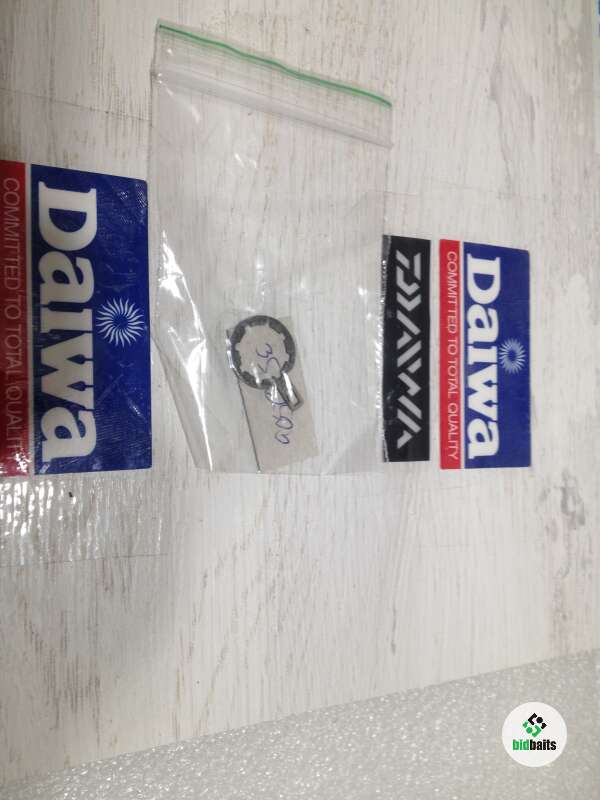 Daiwa
COMMITTED TO TOTAL QUALITY
DAIWA
Daiwa
COMMITTED TO TOTAL QUALITY
bidbaits